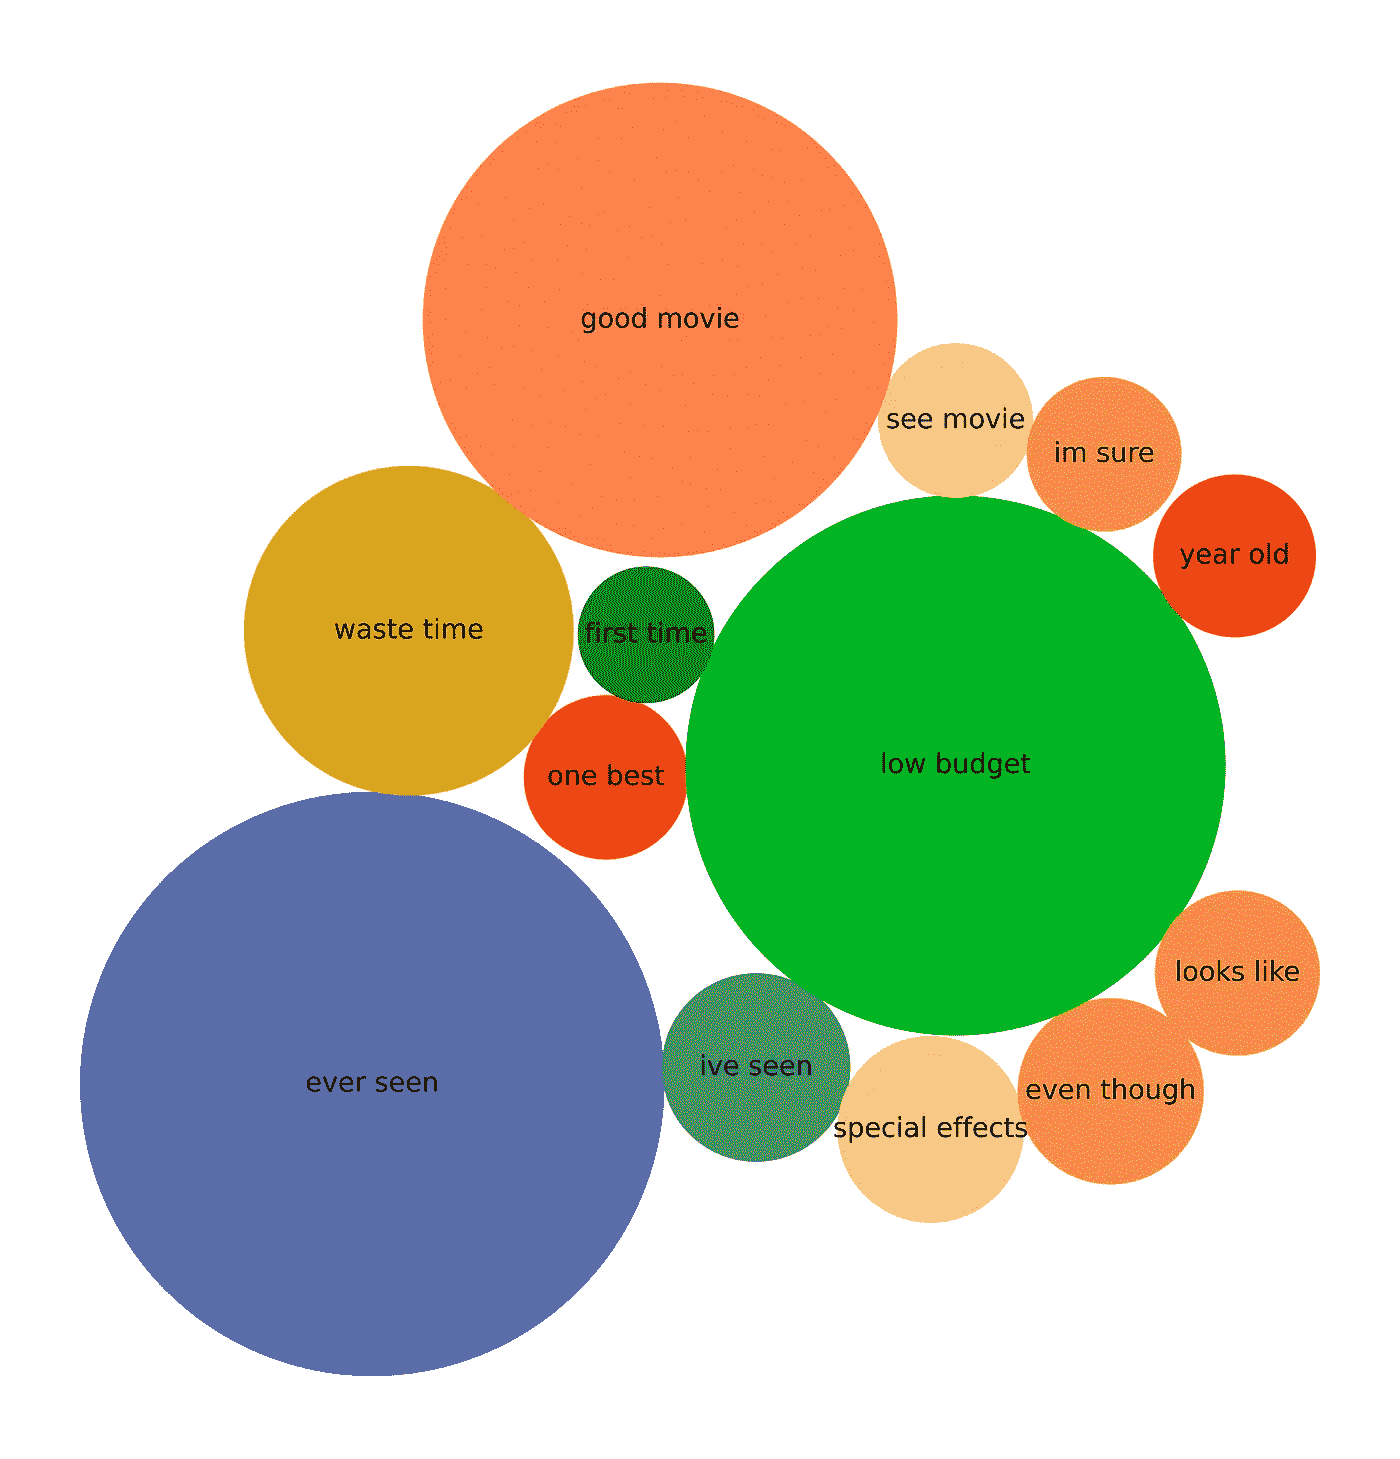 good movie
see movie
im sure
year old
waste time
first time
one best
low budget
looks like
ive seen
even though
ever seen
special effects